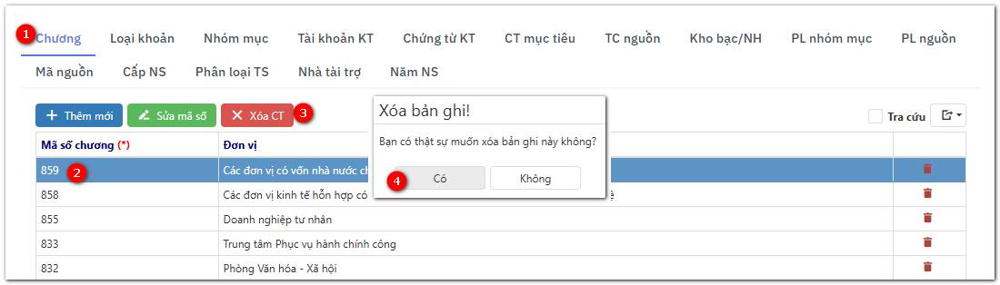 1 Chương Loại khoản Nhóm mục Tài khoản KT Chứng từ KT CT mục tiêu TC nguồn Kho bạc/NH PL nhóm mục PL nguồn
Mã nguồn Cấp NS Phân loại TS Nhà tài trợ Năm NS
Thêm mới Sửa mã số Xóa CT 3 Tra cứu
Xóa bản ghi!
Bạn có thật sự muốn xóa bản ghi này không?
4 Có Không
Mã số chương (*) Đơn vị
859 2 Các đơn vị có vốn nhà nước
858 Các đơn vị kinh tế hỗn hợp có
855 Doanh nghiệp tư nhân
833 Trung tâm Phục vụ hành chính công
832 Phòng Văn hóa - Xã hội